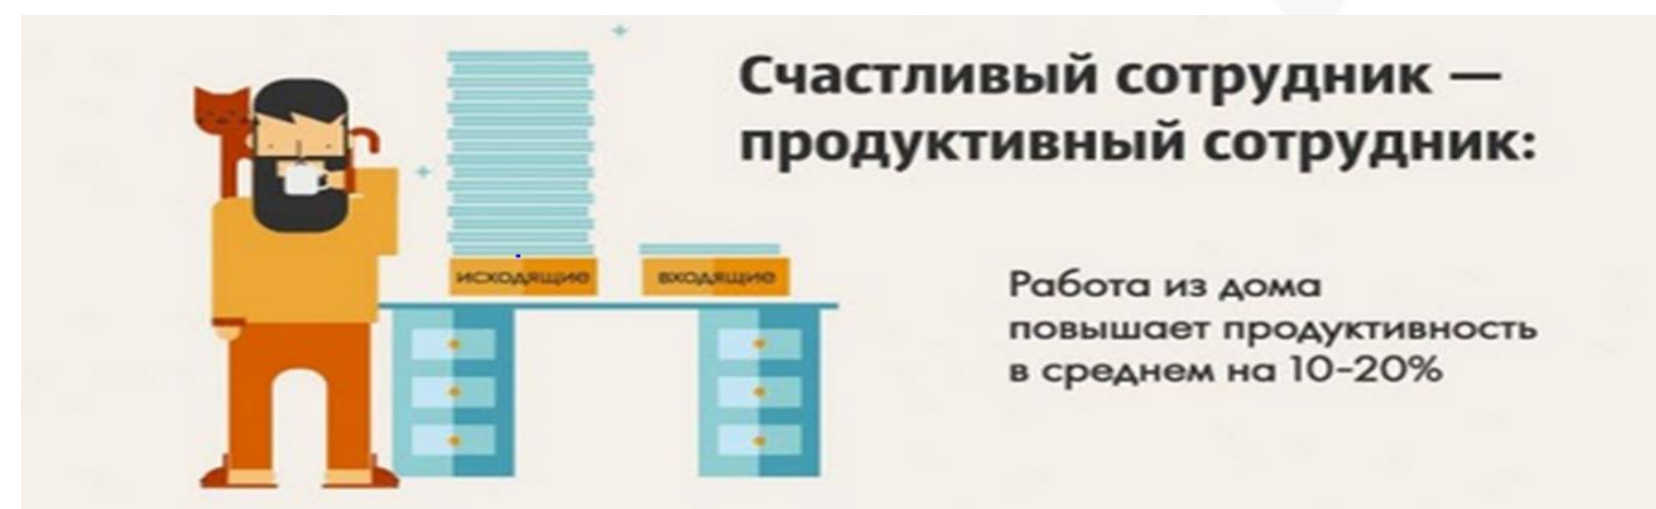 Счастливый сотрудник —
продуктивный сотрудник:
исходящие
входящие
Работа из дома
повышает продуктивность
в среднем на 10-20%